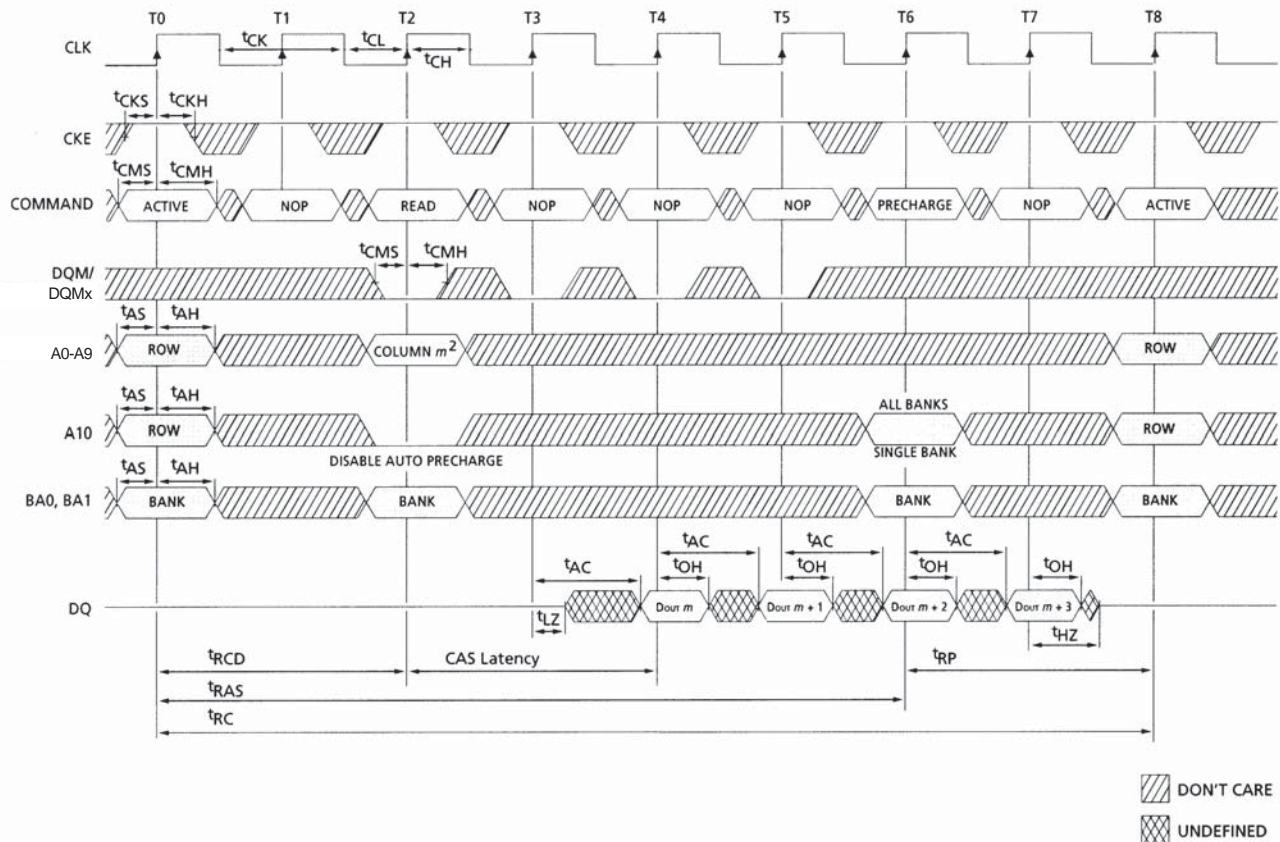 T0 T1 T2 T3 T4 T5 T6 T7 T8
CLK
tCK tCL
tCH
tCKS tCKH
CKE
tCMS tCMH
COMMAND ACTIVE NOP READ NOP NOP NOP PRECHARGE NOP ACTIVE
tCMS tCMH
DQM/
DQMx
tAS tAH
A0-A9 ROW COLUMN m2 ROW
tAS tAH
ALL BANKS
A10 ROW ROW
DISABLE AUTO PRECHARGE SINGLE BANK
tAS tAH
BA0, BA1 BANK BANK BANK BANK
tAC tAC tAC
tAC tOH tOH tOH tOH
DQ DOUT m DOUT m + 1 DOUT m + 2 DOUT m + 3
tLZ tHZ
tRCD CAS Latency tRP
tRAS
tRC
DON'T CARE
UNDEFINED